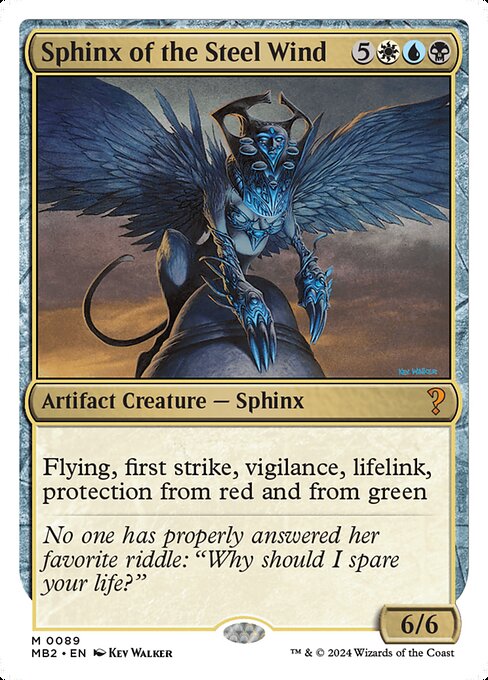 Sphinx of the Steel Wind 5
KEV WALKER
Artifact Creature — Sphinx
Flying, first strike, vigilance, lifelink,
protection from red and from green
No one has properly answered her
favorite riddle: “Why should I spare
your life?”
6/6
M 0089
MB2 • EN Kev Walker
™ & © 2024 Wizards of the Coast